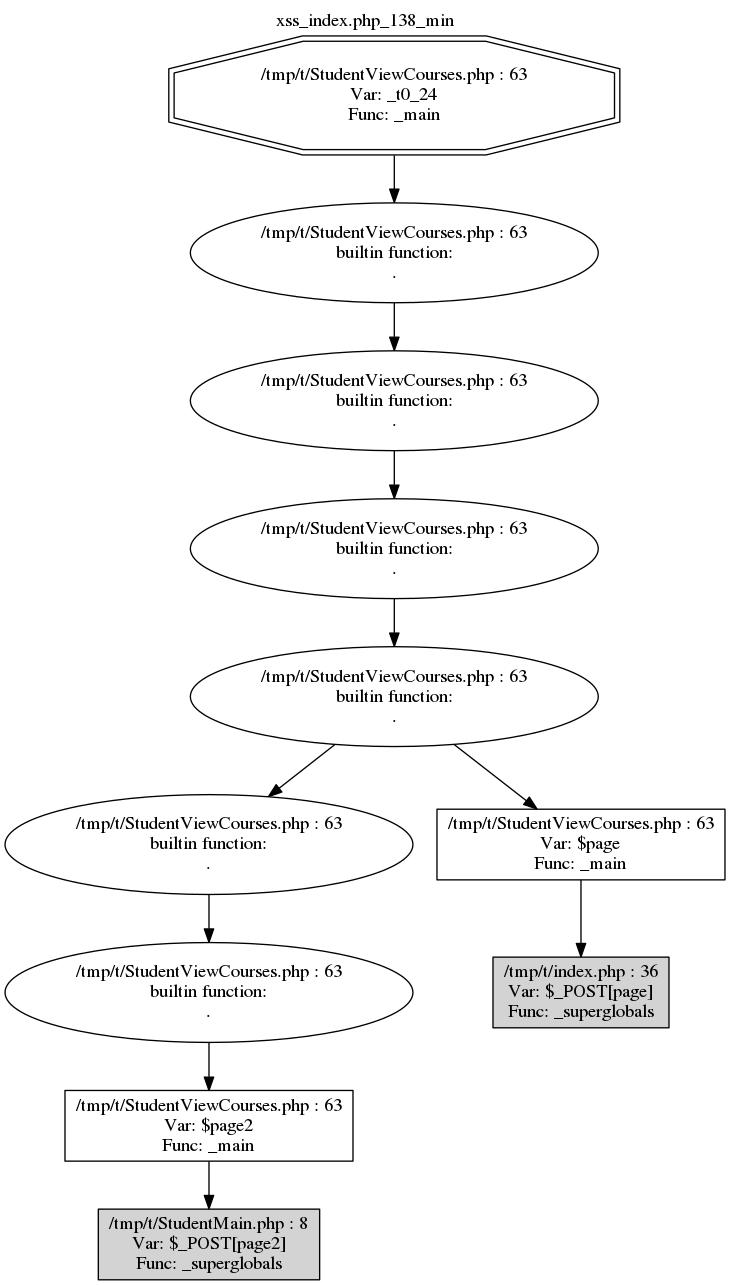 xss_index.php_138_min
/tmp/t/StudentViewCourses.php : 63
Var: _t0_24
Func: _main
/tmp/t/StudentViewCourses.php : 63
builtin function:
.
/tmp/t/StudentViewCourses.php : 63
builtin function:
.
/tmp/t/StudentViewCourses.php : 63
builtin function:
.
/tmp/t/StudentViewCourses.php : 63
builtin function:
.
/tmp/t/StudentViewCourses.php : 63
builtin function:
.
/tmp/t/StudentViewCourses.php : 63
Var: $page
Func: _main
/tmp/t/StudentViewCourses.php : 63
builtin function:
.
/tmp/t/index.php : 36
Var: $_POST[page]
Func: _superglobals
/tmp/t/StudentViewCourses.php : 63
Var: $page2
Func: _main
/tmp/t/StudentMain.php : 8
Var: $_POST[page2]
Func: _superglobals